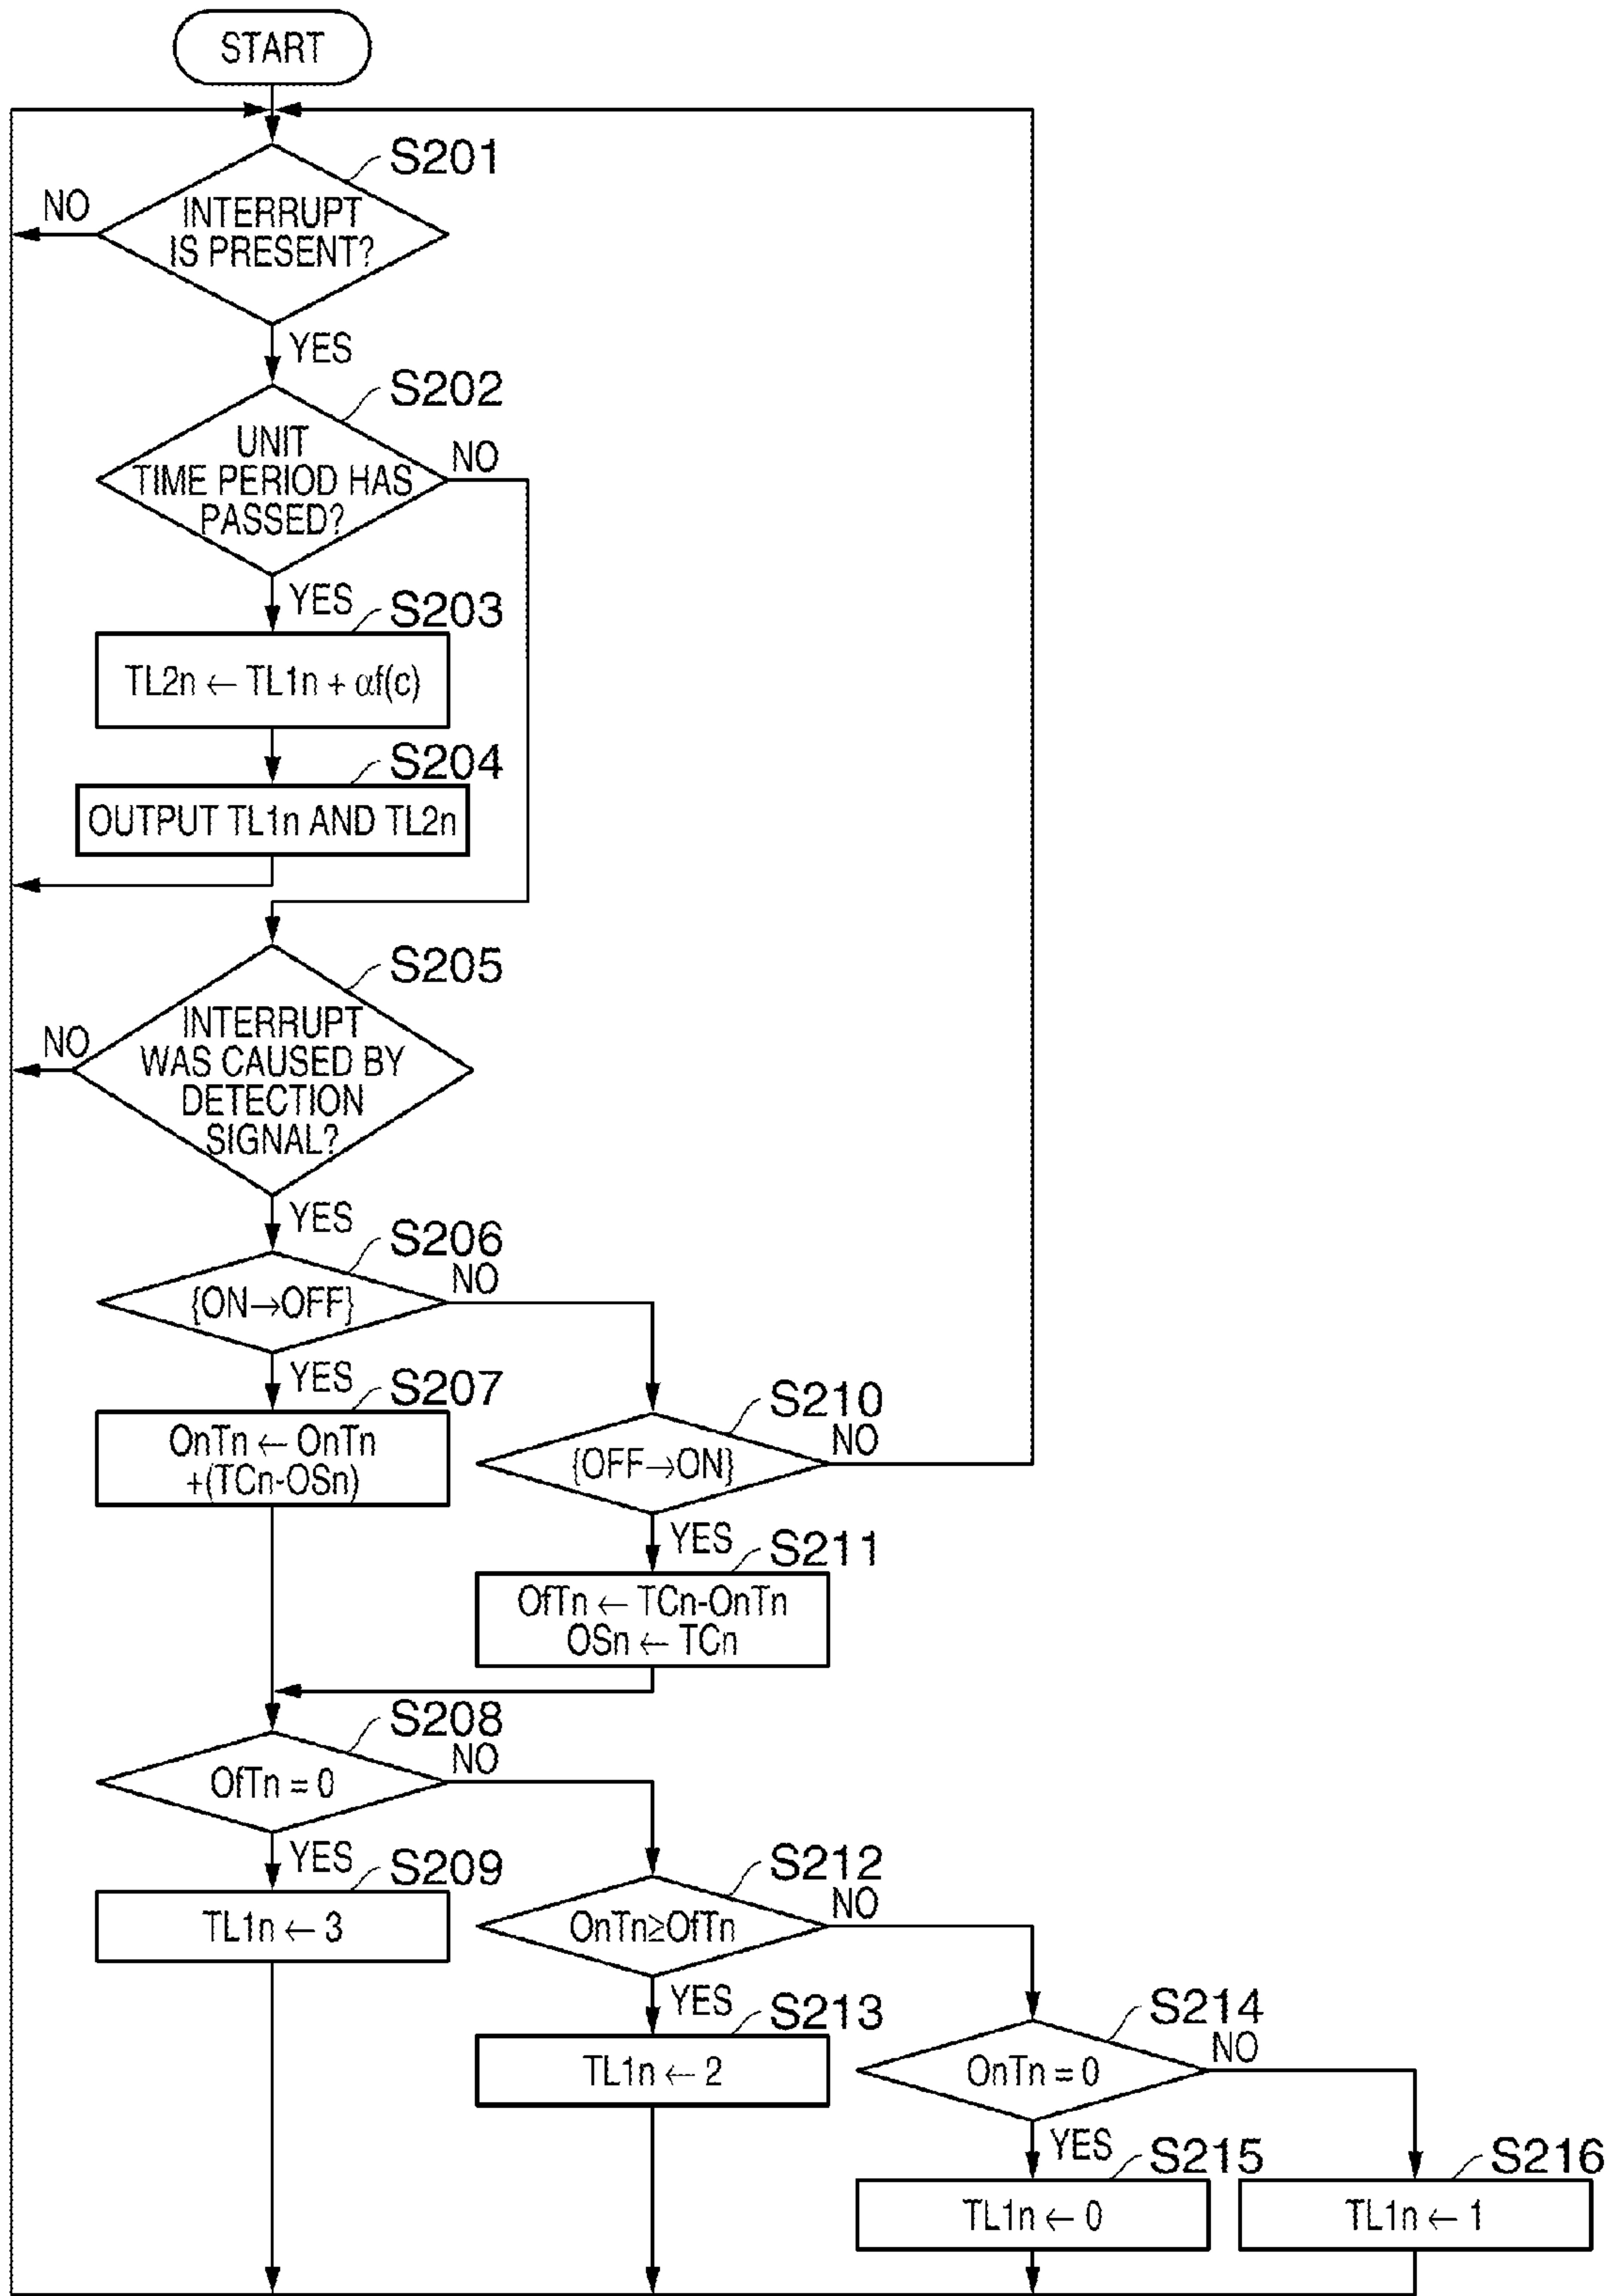 START
S201
INTERRUPT
IS PRESENT?
NO
YES
S202
UNIT
TIME PERIOD HAS
PASSED?
NO
YES
S203
TL2n ← TL1n + αf(c)
S204
OUTPUT TL1n AND TL2n
S205
INTERRUPT
WAS CAUSED BY
DETECTION
SIGNAL?
NO
YES
S206
{ON→OFF}
NO
YES
S207
OnTn ← OnTn
+(TCn-OSn)
S210
{OFF→ON}
NO
YES
S211
OfTn ← TCn-OnTn
OSn ← TCn
S208
OfTn = 0
NO
YES
S209
TL1n ← 3
S212
OnTn≥OfTn
NO
YES
S213
TL1n ← 2
S214
OnTn = 0
NO
YES
S215
TL1n ← 0
S216
TL1n ← 1